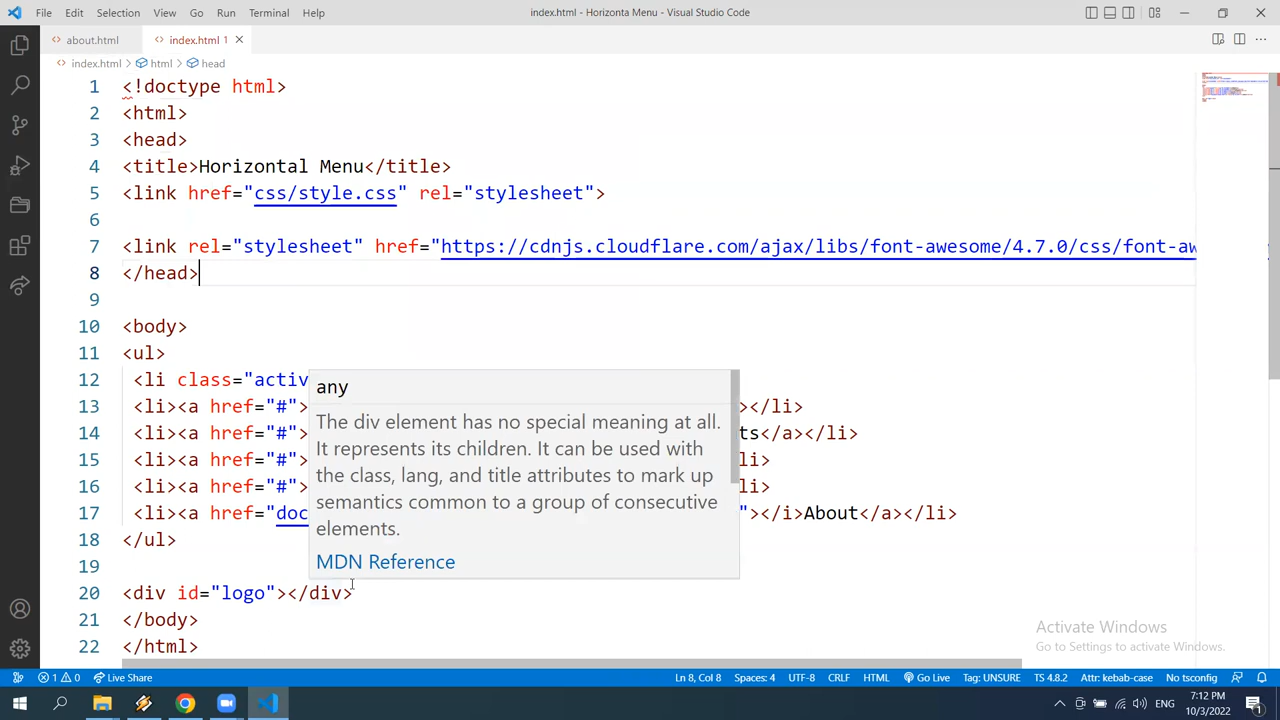 File Edit Selection View Go Run Terminal Help index.html - Horizonta Menu - Visual Studio Code
about.html index.html 1
index.html > html > head
1 <!doctype html>
2 <html>
3 <head>
4 <title>Horizontal Menu</title>
5 <link href="css/style.css" rel="stylesheet">
6
7 <link rel="stylesheet" href="https://cdnjs.cloudflare.com/ajax/libs/font-awesome/4.7.0/css/font-aw
8 </head>
9
10 <body>
11 <ul>
12 <li class="activ
13 <li><a href="#"> ></li>
14 <li><a href="#"> ts</a></li>
15 <li><a href="#"> li>
16 <li><a href="#"> li>
17 <li><a href="doc "></i>About</a></li>
18 </ul>
19
20 <div id="logo"></div>
21 </body>
22 </html>
any
The div element has no special meaning at all.
It represents its children. It can be used with
the class, lang, and title attributes to mark up
semantics common to a group of consecutive
elements.
MDN Reference
Activate Windows
Go to Settings to activate Windows.
1 0 Live Share Ln 8, Col 8 Spaces: 4 UTF-8 CRLF HTML Go Live Tag: UNSURE TS 4.8.2 Attr: kebab-case No tsconfig
ENG 7:12 PM
10/3/2022 1